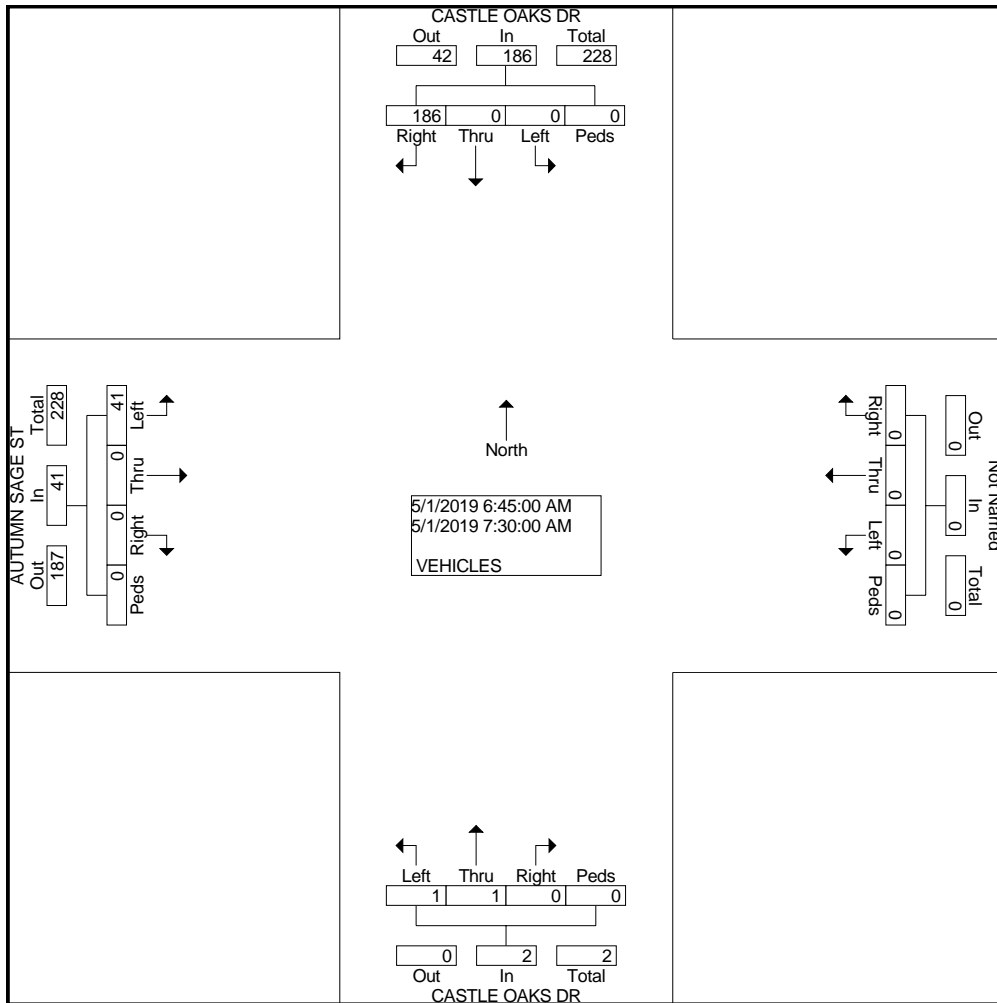 CASTLE OAKS DR
Out In Total
42 186 228
186 0 0 0
Right Thru Left Peds
AUTUMN SAGE ST
Total In Out
228 41 187
41 0 0 0
Left Thru Right Peds
North
5/1/2019 6:45:00 AM
5/1/2019 7:30:00 AM
VEHICLES
Right Thru Left Peds
0 0 0 0
Out In Total
0 0 0
Not Named
Left Thru Right Peds
1 1 0 0
0 2 2
Out In Total
CASTLE OAKS DR